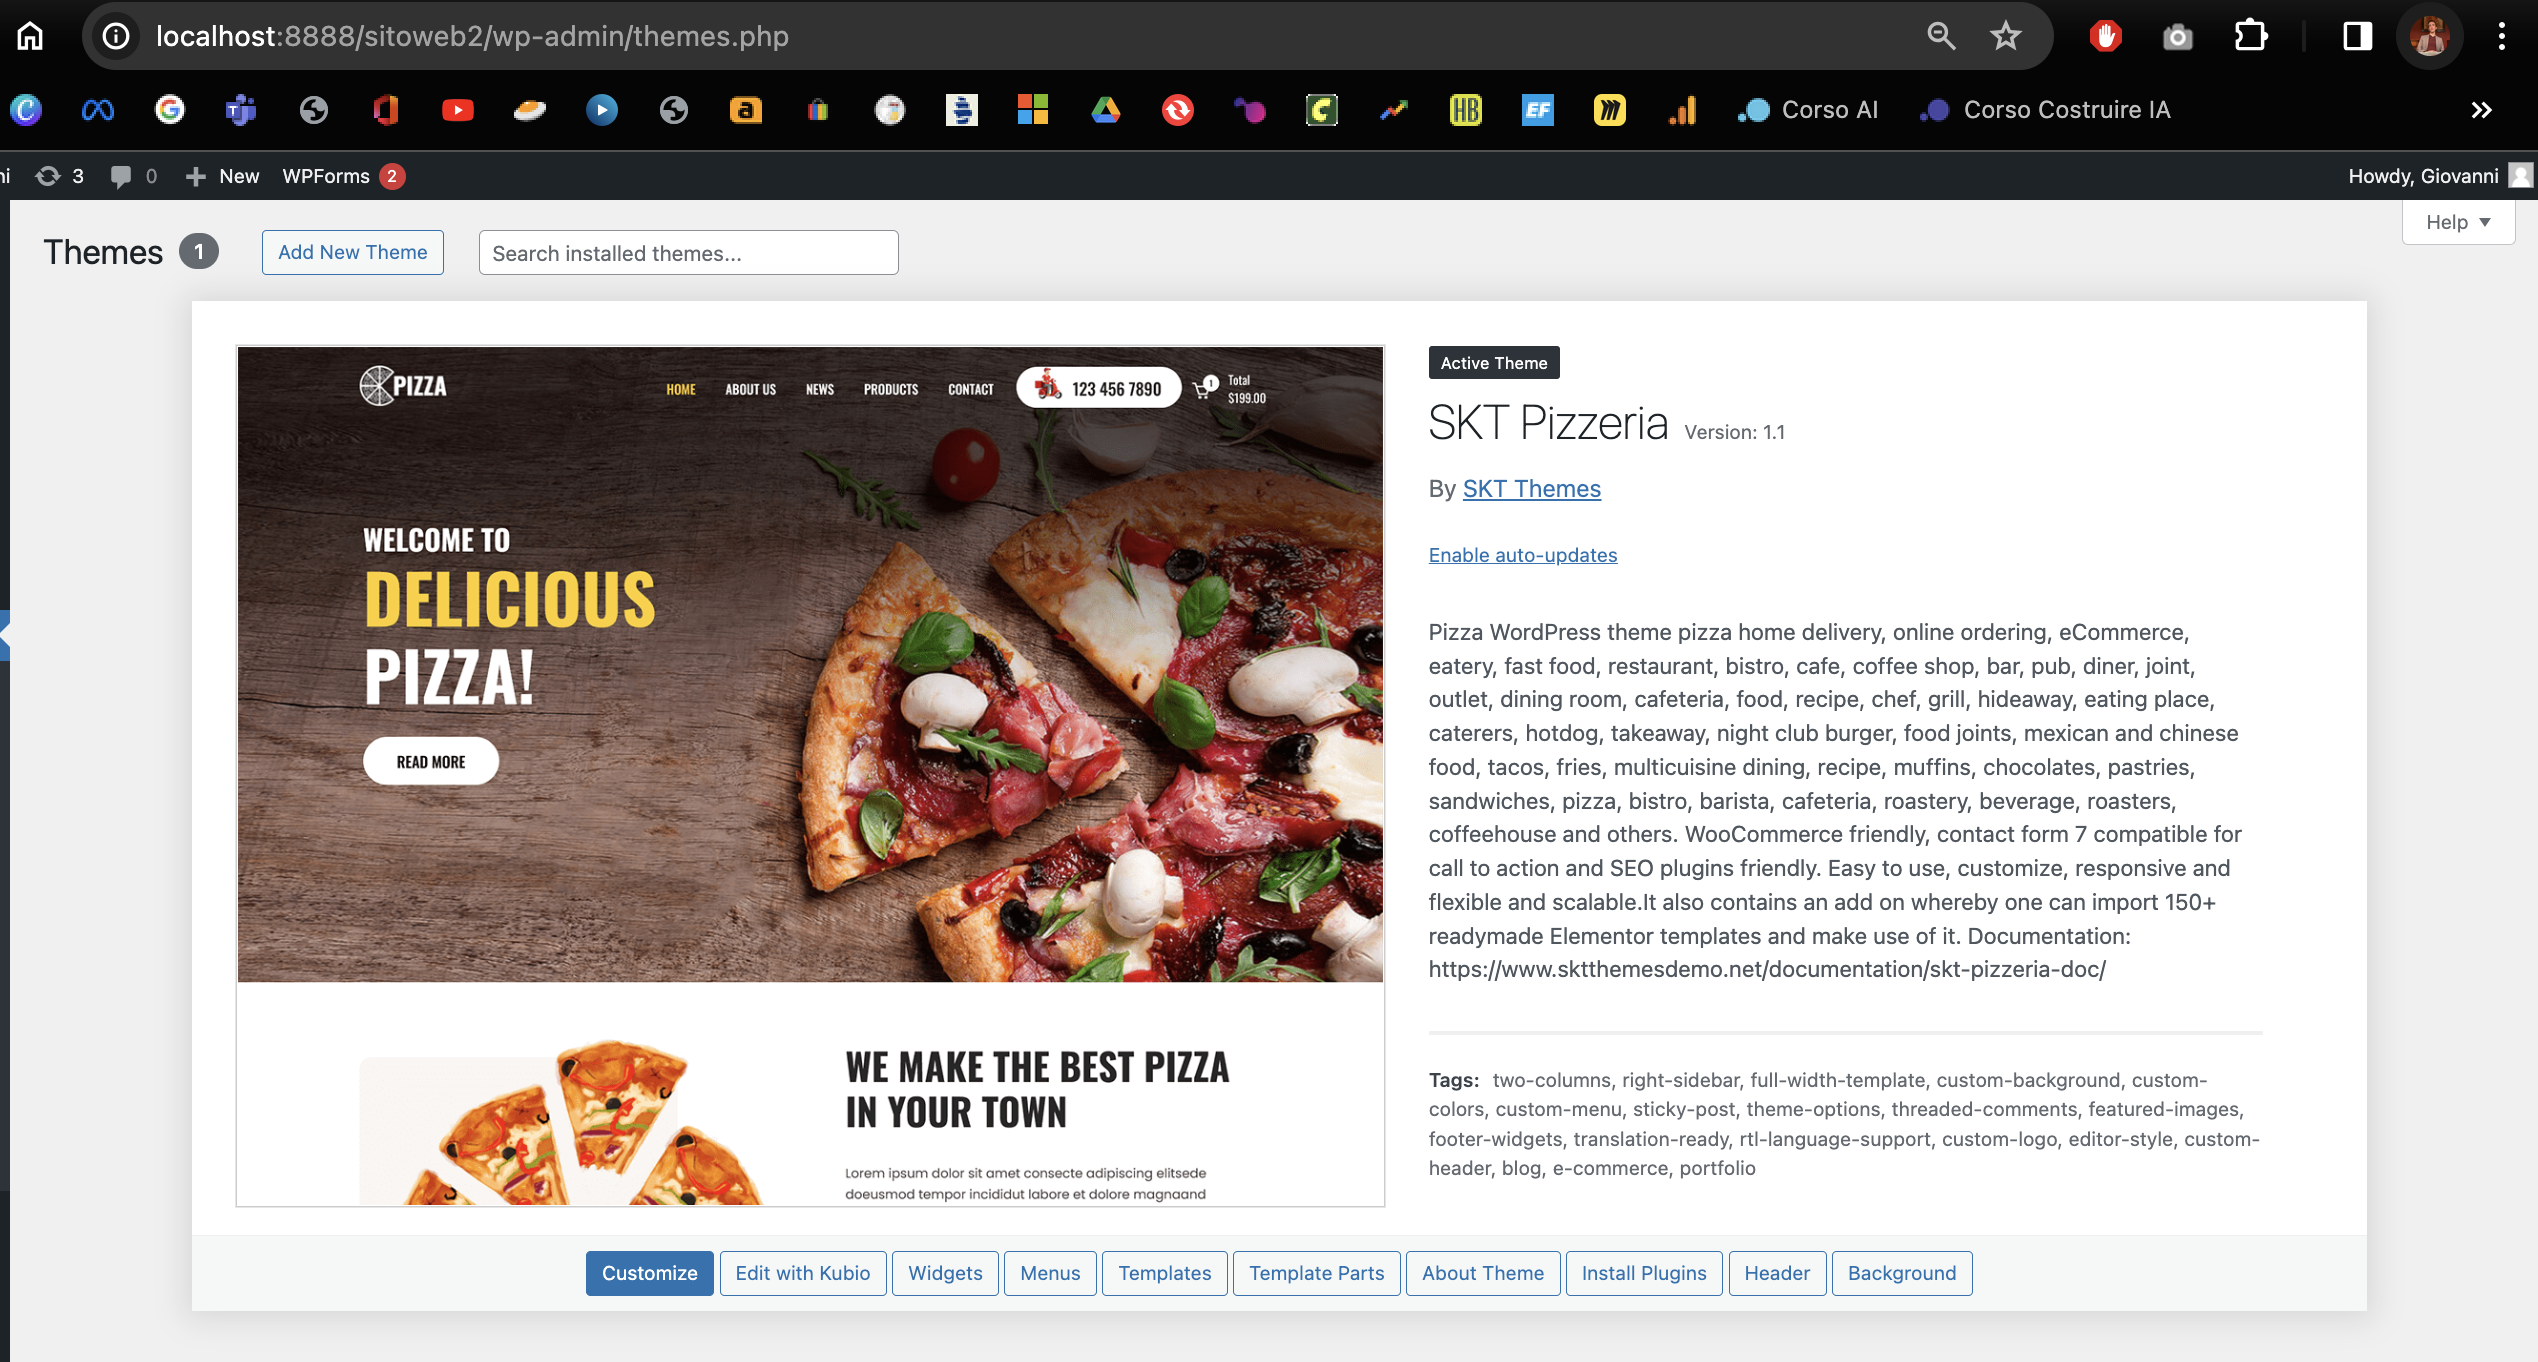 localhost:8888/sitoweb2/wp-admin/themes.php
Corso AI
Corso Costruire IA
3
0
New
WPForms 2
Howdy, Giovanni
Themes 1
Add New Theme
Search installed themes...
Help
PIZZA
HOME
ABOUT US
NEWS
PRODUCTS
CONTACT
123 456 7890
1
Total
$199.00
WELCOME TO
DELICIOUS
PIZZA!
READ MORE
WE MAKE THE BEST PIZZA
IN YOUR TOWN
Lorem ipsum dolor sit amet consecte adipiscing elitsede
doeusmod tempor incididut labore et dolore magnaand
Active Theme
SKT Pizzeria Version: 1.1
By SKT Themes
Enable auto-updates
Pizza WordPress theme pizza home delivery, online ordering, eCommerce,
eatery, fast food, restaurant, bistro, cafe, coffee shop, bar, pub, diner, joint,
outlet, dining room, cafeteria, food, recipe, chef, grill, hideaway, eating place,
caterers, hotdog, takeaway, night club burger, food joints, mexican and chinese
food, tacos, fries, multicuisine dining, recipe, muffins, chocolates, pastries,
sandwiches, pizza, bistro, barista, cafeteria, roastery, beverage, roasters,
coffeehouse and others. WooCommerce friendly, contact form 7 compatible for
call to action and SEO plugins friendly. Easy to use, customize, responsive and
flexible and scalable.It also contains an add on whereby one can import 150+
readymade Elementor templates and make use of it. Documentation:
https://www.sktthemesdemo.net/documentation/skt-pizzeria-doc/
Tags: two-columns, right-sidebar, full-width-template, custom-background, custom-
colors, custom-menu, sticky-post, theme-options, threaded-comments, featured-images,
footer-widgets, translation-ready, rtl-language-support, custom-logo, editor-style, custom-
header, blog, e-commerce, portfolio
Customize
Edit with Kubio
Widgets
Menus
Templates
Template Parts
About Theme
Install Plugins
Header
Background